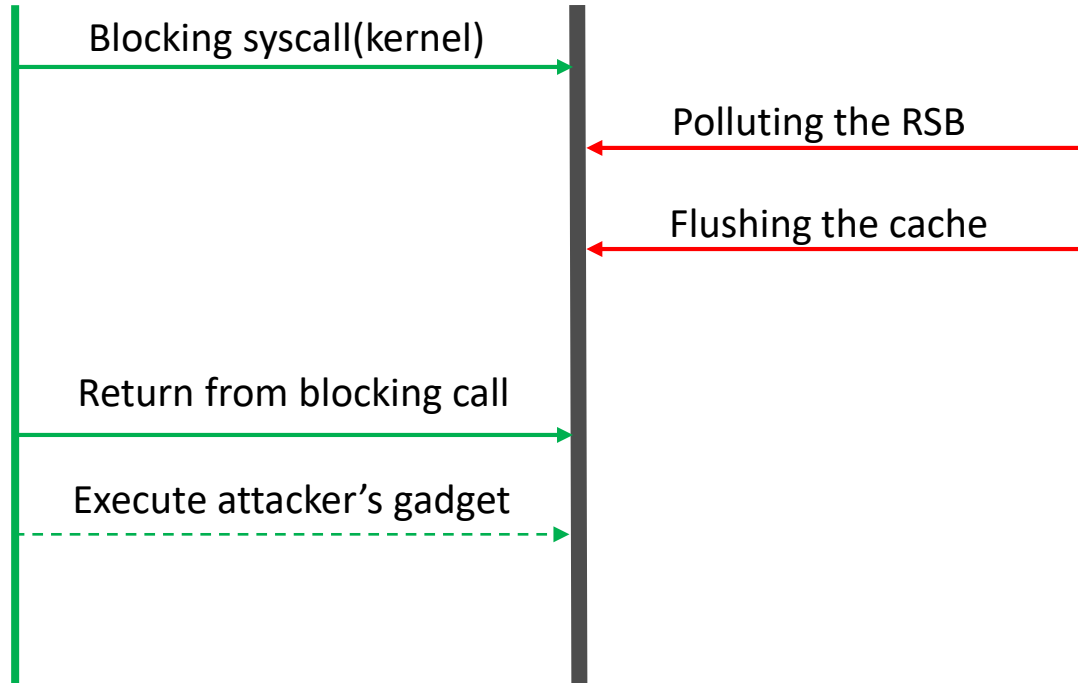 Blocking syscall(kernel)
Polluting the RSB
Flushing the cache
Return from blocking call
Execute attacker’s gadget